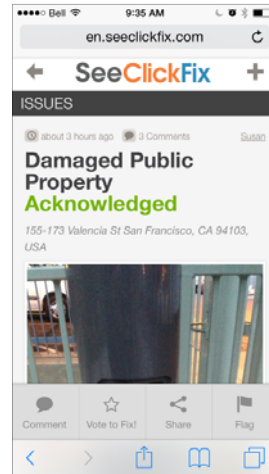 Bell 9:35 AM
en.seeclickfix.com
SeeClickFix
ISSUES
about 3 hours ago 3 Comments Susan
Damaged Public
Property
Acknowledged
155-173 Valencia St San Francisco, CA 94103,
USA
Comment Vote to Fix! Share Flag